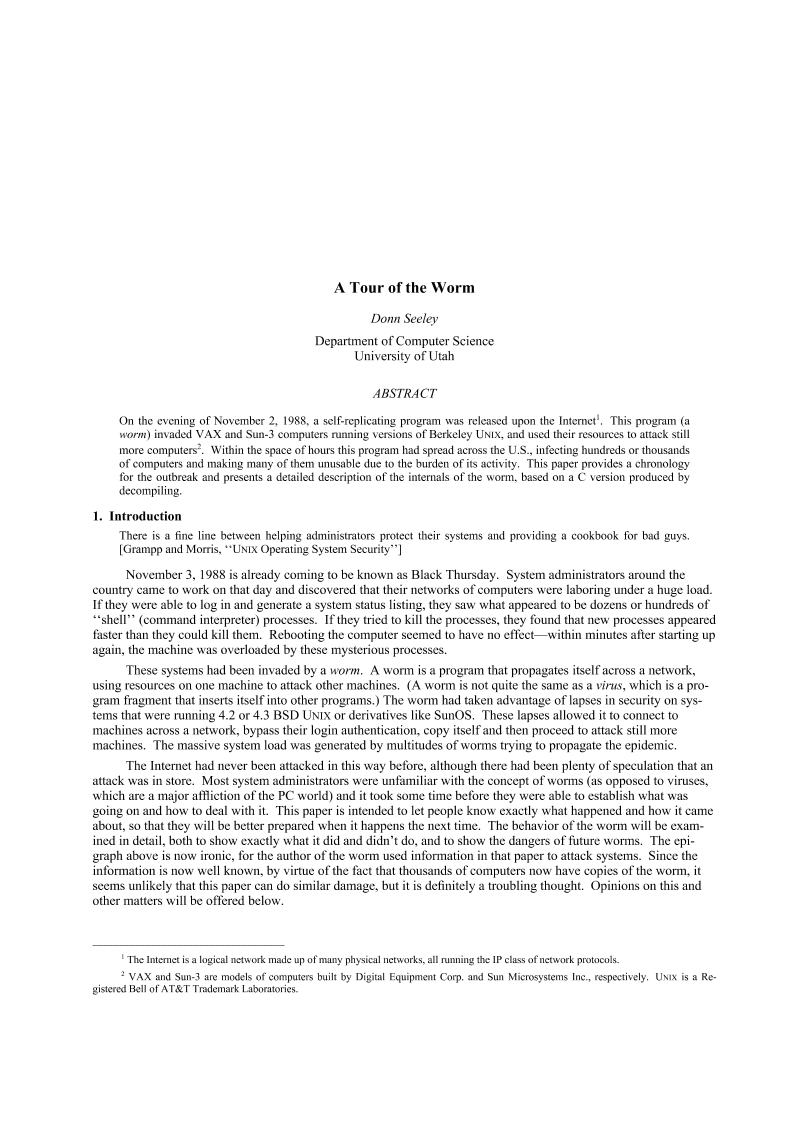 A Tour of the Worm
Donn Seeley
Department of Computer Science
University of Utah
ABSTRACT
On the evening of November 2, 1988, a self-replicating program was released upon the Internet1. This program (a
worm) invaded VAX and Sun-3 computers running versions of Berkeley UNIX, and used their resources to attack still
more computers2. Within the space of hours this program had spread across the U.S., infecting hundreds or thousands
of computers and making many of them unusable due to the burden of its activity. This paper provides a chronology
for the outbreak and presents a detailed description of the internals of the worm, based on a C version produced by
decompiling.
1. Introduction
There is a fine line between helping administrators protect their systems and providing a cookbook for bad guys.
[Grampp and Morris, ‘‘UNIX Operating System Security’’]
November 3, 1988 is already coming to be known as Black Thursday. System administrators around the
country came to work on that day and discovered that their networks of computers were laboring under a huge load.
If they were able to log in and generate a system status listing, they saw what appeared to be dozens or hundreds of
‘‘shell’’ (command interpreter) processes. If they tried to kill the processes, they found that new processes appeared
faster than they could kill them. Rebooting the computer seemed to have no effect—within minutes after starting up
again, the machine was overloaded by these mysterious processes.
These systems had been invaded by a worm. A worm is a program that propagates itself across a network,
using resources on one machine to attack other machines. (A worm is not quite the same as a virus, which is a pro-
gram fragment that inserts itself into other programs.) The worm had taken advantage of lapses in security on sys-
tems that were running 4.2 or 4.3 BSD UNIX or derivatives like SunOS. These lapses allowed it to connect to
machines across a network, bypass their login authentication, copy itself and then proceed to attack still more
machines. The massive system load was generated by multitudes of worms trying to propagate the epidemic.
The Internet had never been attacked in this way before, although there had been plenty of speculation that an
attack was in store. Most system administrators were unfamiliar with the concept of worms (as opposed to viruses,
which are a major affliction of the PC world) and it took some time before they were able to establish what was
going on and how to deal with it. This paper is intended to let people know exactly what happened and how it came
about, so that they will be better prepared when it happens the next time. The behavior of the worm will be exam-
ined in detail, both to show exactly what it did and didn’t do, and to show the dangers of future worms. The epi-
graph above is now ironic, for the author of the worm used information in that paper to attack systems. Since the
information is now well known, by virtue of the fact that thousands of computers now have copies of the worm, it
seems unlikely that this paper can do similar damage, but it is definitely a troubling thought. Opinions on this and
other matters will be offered below.
1 The Internet is a logical network made up of many physical networks, all running the IP class of network protocols.
2 VAX and Sun-3 are models of computers built by Digital Equipment Corp. and Sun Microsystems Inc., respectively. UNIX is a Re-
gistered Bell of AT&T Trademark Laboratories.